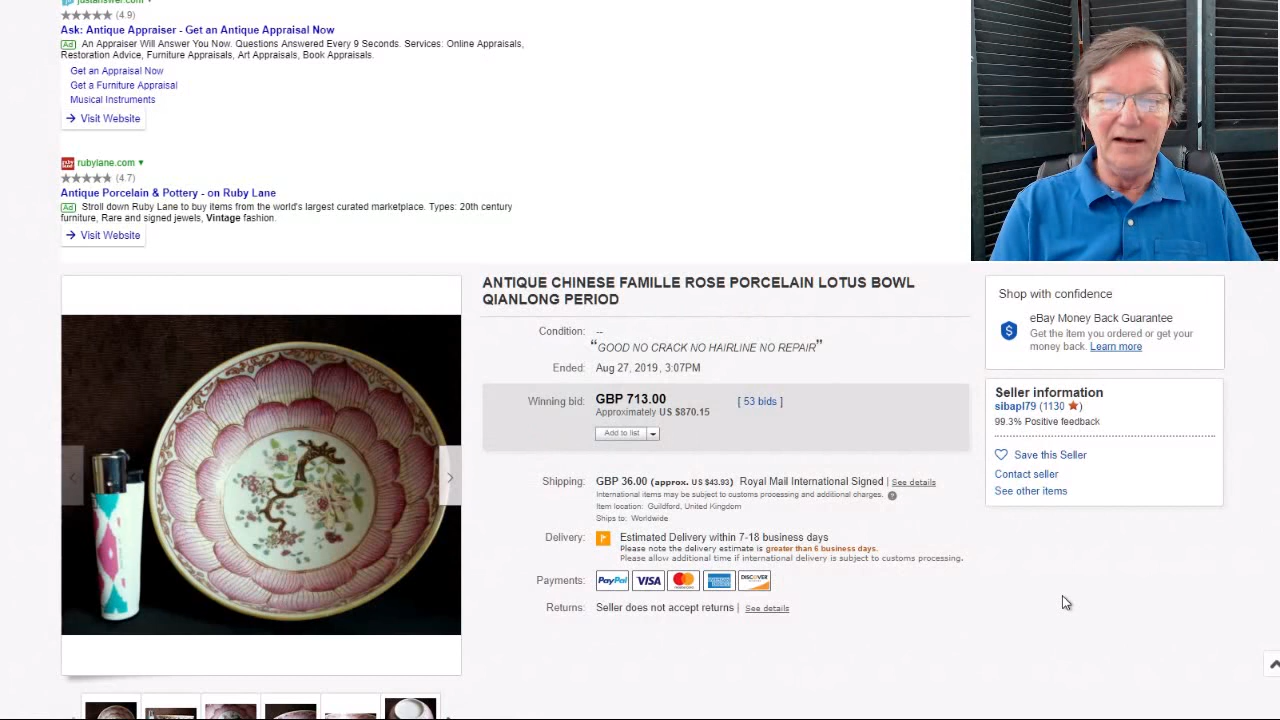 justanswer.com
(4.9)
Ask: Antique Appraiser - Get an Antique Appraisal Now
Ad An Appraiser Will Answer You Now. Questions Answered Every 9 Seconds. Services: Online Appraisals,
Restoration Advice, Furniture Appraisals, Art Appraisals, Book Appraisals.
Get an Appraisal Now
Get a Furniture Appraisal
Musical Instruments
→ Visit Website
ruby lane
rubylane.com ▼
(4.7)
Antique Porcelain & Pottery - on Ruby Lane
Ad Stroll down Ruby Lane to buy items from the world's largest curated marketplace. Types: 20th century
furniture, Rare and signed jewels, Vintage fashion.
→ Visit Website
ANTIQUE CHINESE FAMILLE ROSE PORCELAIN LOTUS BOWL
QIANLONG PERIOD
Condition: --
“GOOD NO CRACK NO HAIRLINE NO REPAIR”
Ended: Aug 27, 2019 , 3:07PM
Winning bid: GBP 713.00 [ 53 bids ]
Approximately US $870.15
Add to list
Shipping: GBP 36.00 (approx. US $43.93) Royal Mail International Signed | See details
International items may be subject to customs processing and additional charges. ?
Item location: Guildford, United Kingdom
Ships to: Worldwide
Delivery: Estimated Delivery within 7-18 business days
Please note the delivery estimate is greater than 6 business days.
Please allow additional time if international delivery is subject to customs processing.
Payments: PayPal VISA MasterCard AMERICAN EXPRESS DISCOVER
Returns: Seller does not accept returns | See details
Shop with confidence
eBay Money Back Guarantee
Get the item you ordered or get your
money back. Learn more
Seller information
sibapl79 (1130 ★)
99.3% Positive feedback
Save this Seller
Contact seller
See other items